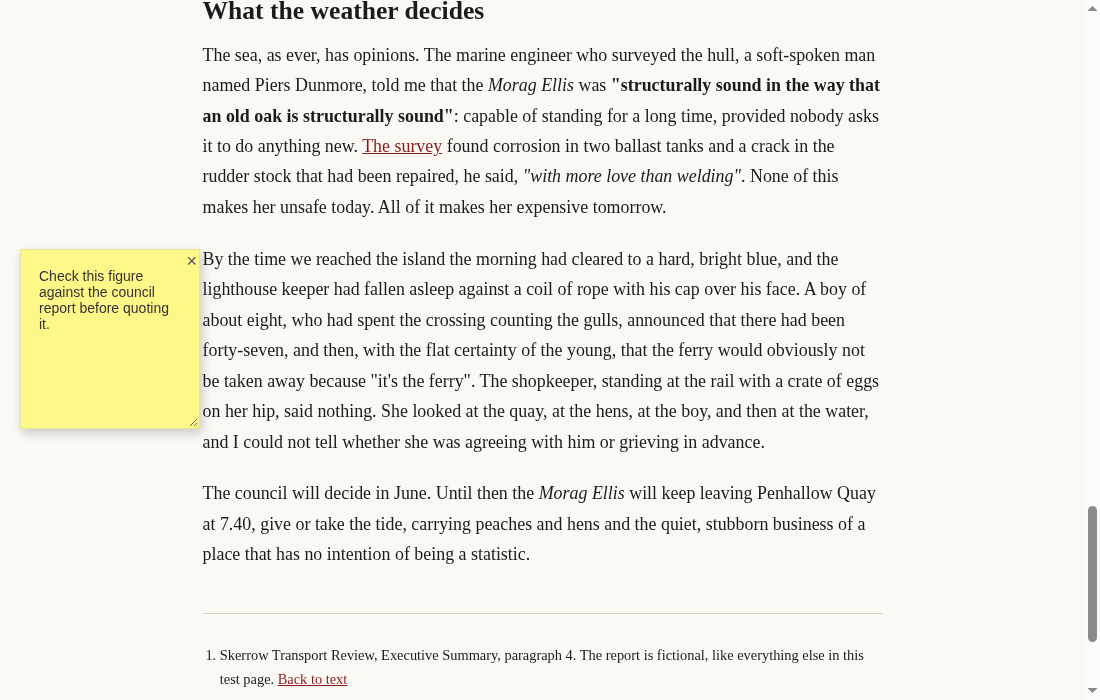 What the weather decides
The sea, as ever, has opinions. The marine engineer who surveyed the hull, a soft-spoken man
named Piers Dunmore, told me that the Morag Ellis was "structurally sound in the way that
an old oak is structurally sound": capable of standing for a long time, provided nobody asks
it to do anything new. The survey found corrosion in two ballast tanks and a crack in the
rudder stock that had been repaired, he said, "with more love than welding". None of this
makes her unsafe today. All of it makes her expensive tomorrow.
×
Check this figure
against the council
report before quoting
it.
By the time we reached the island the morning had cleared to a hard, bright blue, and the
lighthouse keeper had fallen asleep against a coil of rope with his cap over his face. A boy of
about eight, who had spent the crossing counting the gulls, announced that there had been
forty-seven, and then, with the flat certainty of the young, that the ferry would obviously not
be taken away because "it's the ferry". The shopkeeper, standing at the rail with a crate of eggs
on her hip, said nothing. She looked at the quay, at the hens, at the boy, and then at the water,
and I could not tell whether she was agreeing with him or grieving in advance.
The council will decide in June. Until then the Morag Ellis will keep leaving Penhallow Quay
at 7.40, give or take the tide, carrying peaches and hens and the quiet, stubborn business of a
place that has no intention of being a statistic.
1. Skerrow Transport Review, Executive Summary, paragraph 4. The report is fictional, like everything else in this
test page. Back to text